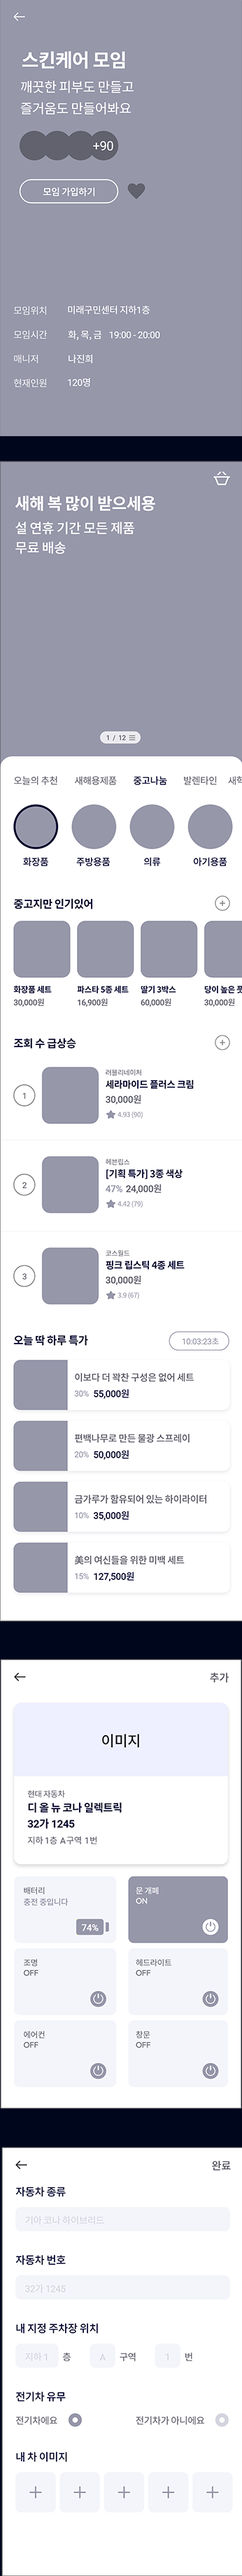 스킨케어 모임
깨끗한 피부도 만들고
즐거움도 만들어봐요
+90
모임 가입하기
모임위치 미래구민센터 지하1층
모임시간 화, 목, 금 19:00 - 20:00
매니저 나진희
현재인원 120명
새해 복 많이 받으세용
설 연휴 기간 모든 제품
무료 배송
1 / 12
오늘의 추천 새해용제품 중고나눔 발렌타인 새학
화장품 주방용품 의류 아기용품
중고지만 인기있어
화장품 세트 파스타 5종 세트 딸기 3박스 당이 높은
30,000원 16,900원 60,000원 30,000원
조회 수 급상승
러블리네이처
1 세라마이드 플러스 크림
30,000원
4.93 (90)
헤븐립스
2 [기획 특가] 3종 색상
47% 24,000원
4.42 (79)
코스월드
3 핑크 립스틱 4종 세트
30,000원
3.9 (67)
오늘 딱 하루 특가 10:03:23초
이보다 더 꽉찬 구성은 없어 세트
30% 55,000원
편백나무로 만든 물광 스프레이
20% 50,000원
금가루가 함유되어 있는 하이라이터
10% 35,000원
美의 여신들을 위한 미백 세트
15% 127,500원
추가
이미지
현대 자동차
디 올 뉴 코나 일렉트릭
32가 1245
지하 1층 A구역 1번
배터리
충전 중입니다
74%
문 개폐
ON
조명
OFF
헤드라이트
OFF
에어컨
OFF
창문
OFF
완료
자동차 종류
기아 코나 하이브리드
자동차 번호
32가 1245
내 지정 주차장 위치
지하 1 층 A 구역 1 번
전기차 유무
전기차에요 전기차가 아니에요
내 차 이미지